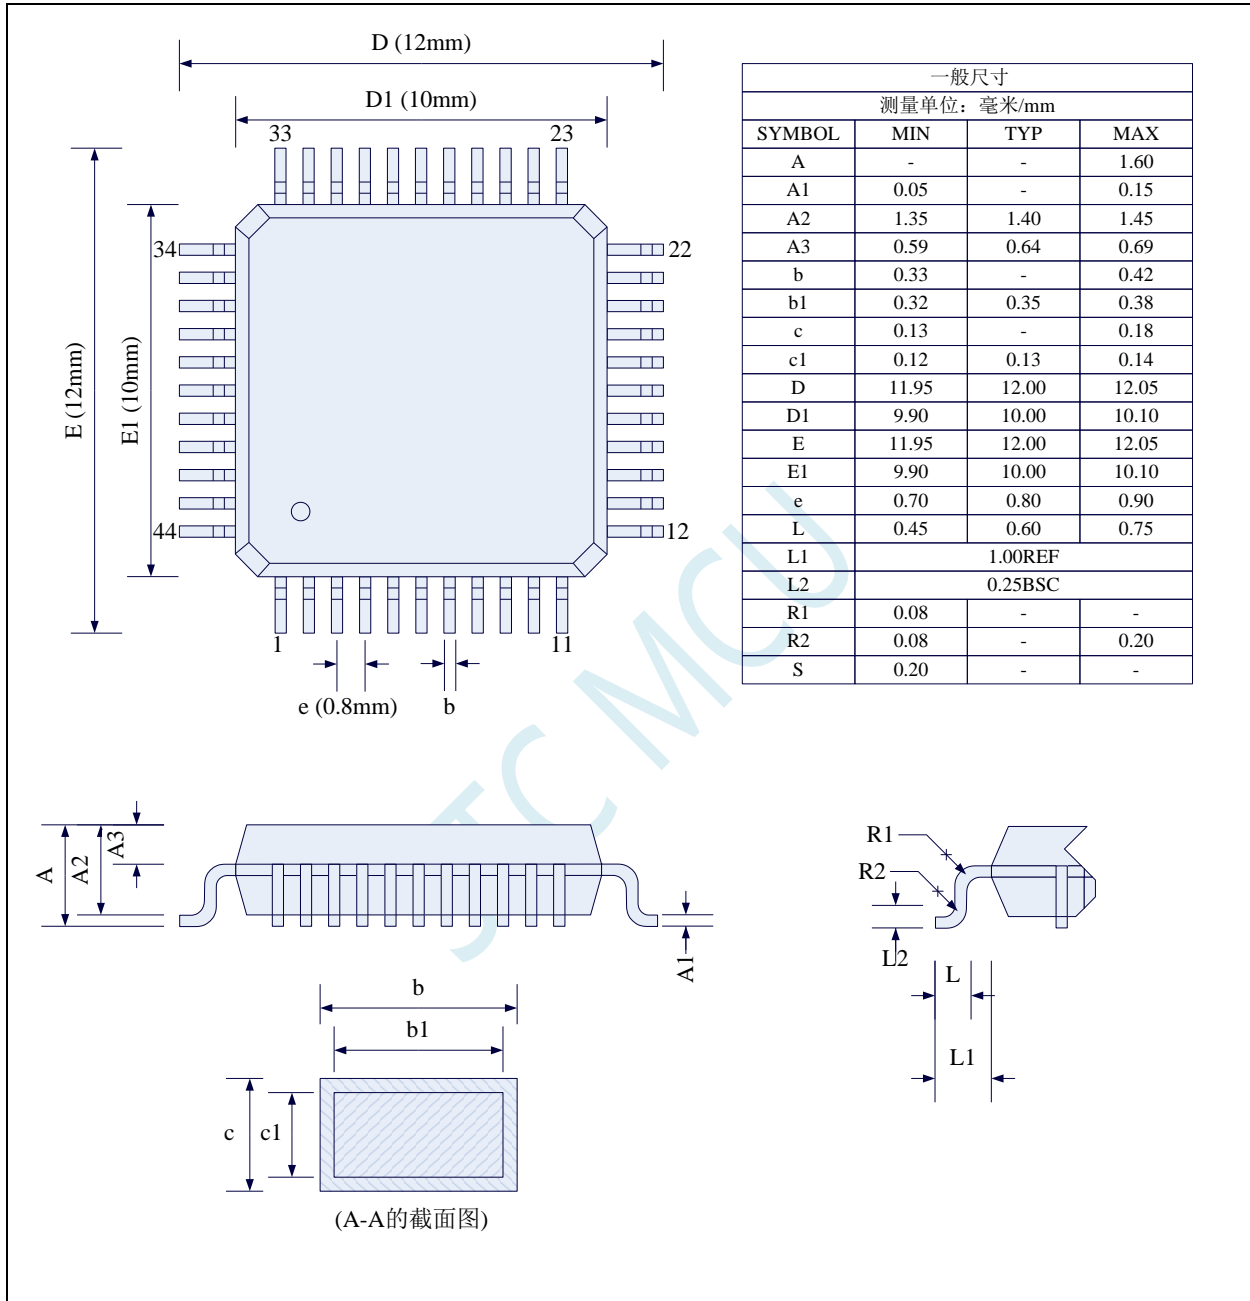 D (12mm)
D1 (10mm)
33 23
34 22
E (12mm)
E1 (10mm)
44 12
1 11
e (0.8mm) b
一般尺寸
测量单位：毫米/mm
SYMBOL MIN TYP MAX
A - - 1.60
A1 0.05 - 0.15
A2 1.35 1.40 1.45
A3 0.59 0.64 0.69
b 0.33 - 0.42
b1 0.32 0.35 0.38
c 0.13 - 0.18
c1 0.12 0.13 0.14
D 11.95 12.00 12.05
D1 9.90 10.00 10.10
E 11.95 12.00 12.05
E1 9.90 10.00 10.10
e 0.70 0.80 0.90
L 0.45 0.60 0.75
L1 1.00REF
L2 0.25BSC
R1 0.08 - -
R2 0.08 - 0.20
S 0.20 - -
STC MCU
A
A2
A3
A1
R1
R2
L2
L
L1
b
b1
c c1
(A-A的截面图)